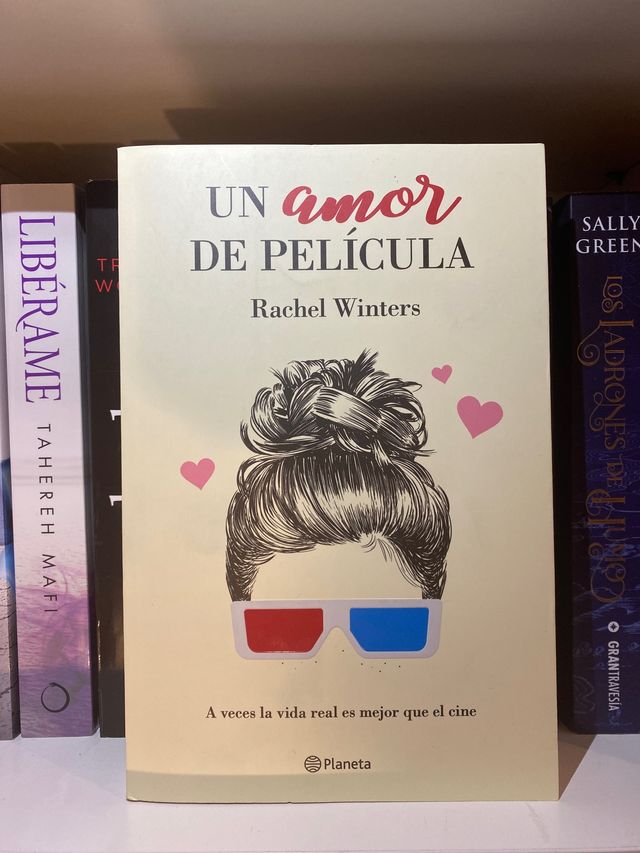 UN amor
DE PELÍCULA
Rachel Winters
A veces la vida real es mejor que el cine
Planeta
LIBÉRAME
TAHEREH MAFI
SALLY
GREEN
LOS LADRONES DE HUMO
GRANTRAVESÍA